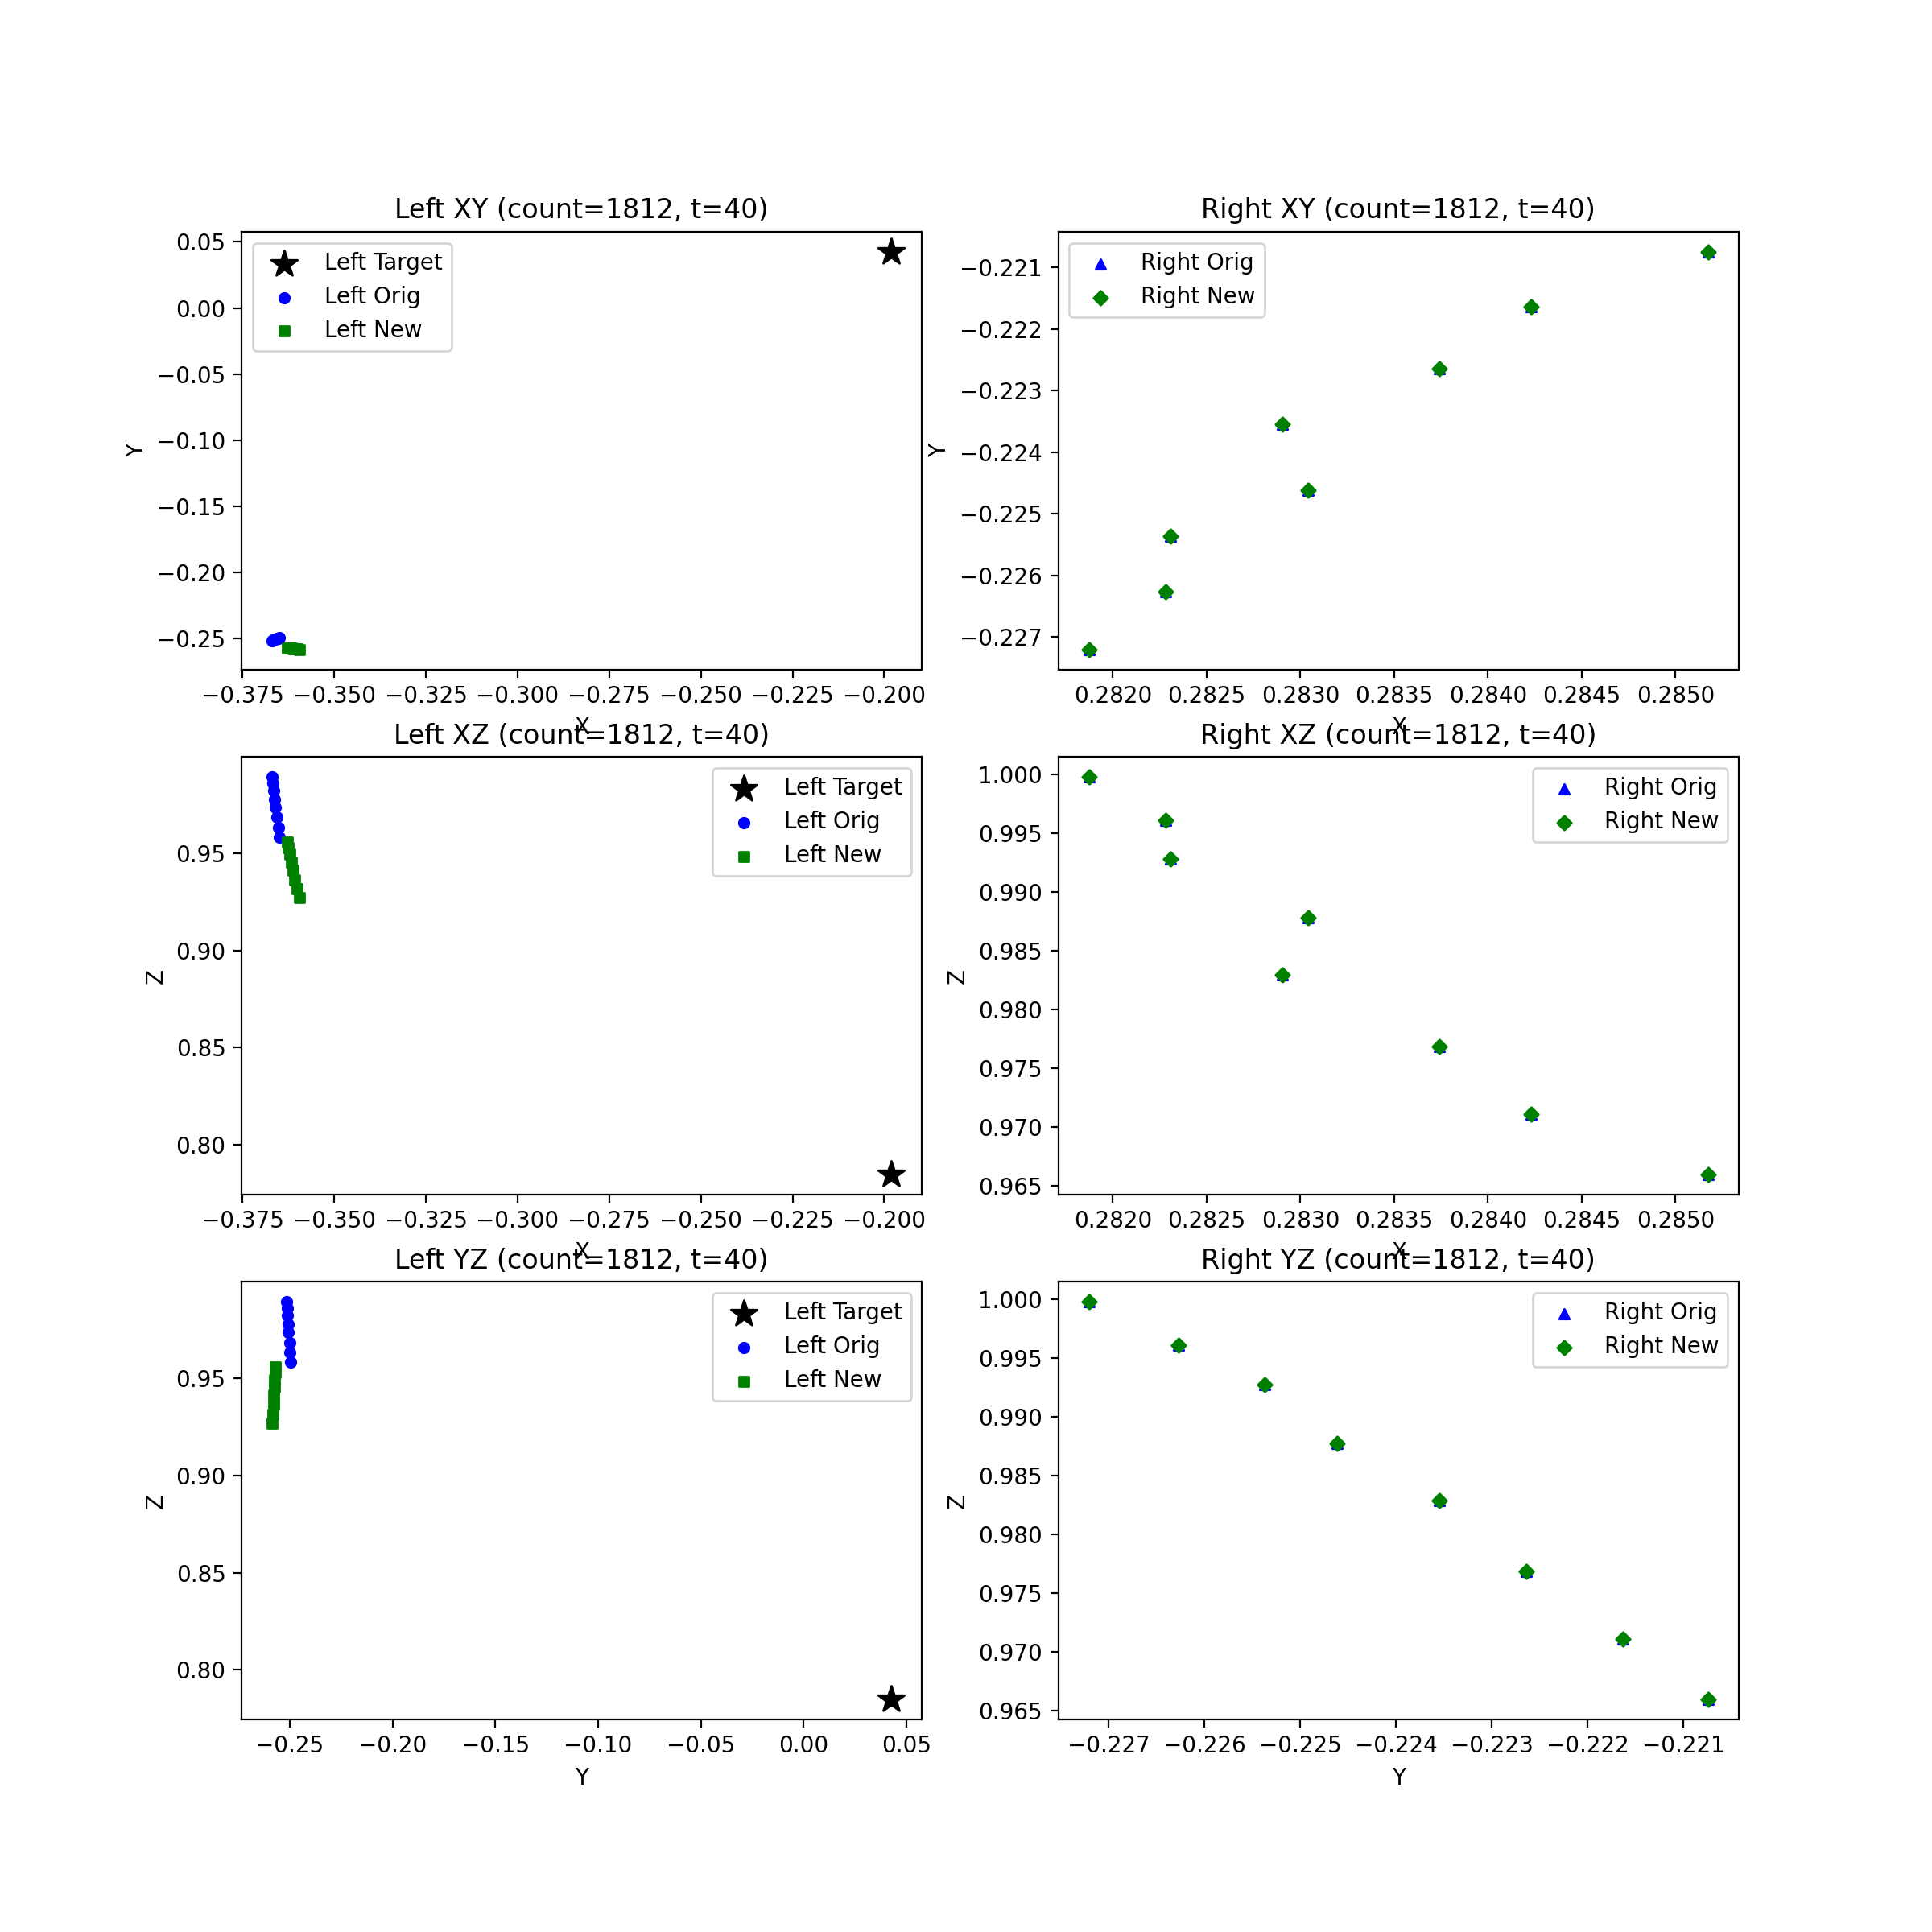 Left XY (count=1812, t=40)
Left Target
Left Orig
Left New
0.05
0.00
−0.05
−0.10
−0.15
−0.20
−0.25
Y
−0.375 −0.350 −0.325 −0.300 −0.275 −0.250 −0.225 −0.200
X
Right XY (count=1812, t=40)
Right Orig
Right New
−0.221
−0.222
−0.223
−0.224
−0.225
−0.226
−0.227
Y
0.2820 0.2825 0.2830 0.2835 0.2840 0.2845 0.2850
X
Left XZ (count=1812, t=40)
Left Target
Left Orig
Left New
0.95
0.90
0.85
0.80
Z
−0.375 −0.350 −0.325 −0.300 −0.275 −0.250 −0.225 −0.200
X
Right XZ (count=1812, t=40)
Right Orig
Right New
1.000
0.995
0.990
0.985
0.980
0.975
0.970
0.965
Z
0.2820 0.2825 0.2830 0.2835 0.2840 0.2845 0.2850
X
Left YZ (count=1812, t=40)
Left Target
Left Orig
Left New
0.95
0.90
0.85
0.80
Z
−0.25 −0.20 −0.15 −0.10 −0.05 0.00 0.05
Y
Right YZ (count=1812, t=40)
Right Orig
Right New
1.000
0.995
0.990
0.985
0.980
0.975
0.970
0.965
Z
−0.227 −0.226 −0.225 −0.224 −0.223 −0.222 −0.221
Y